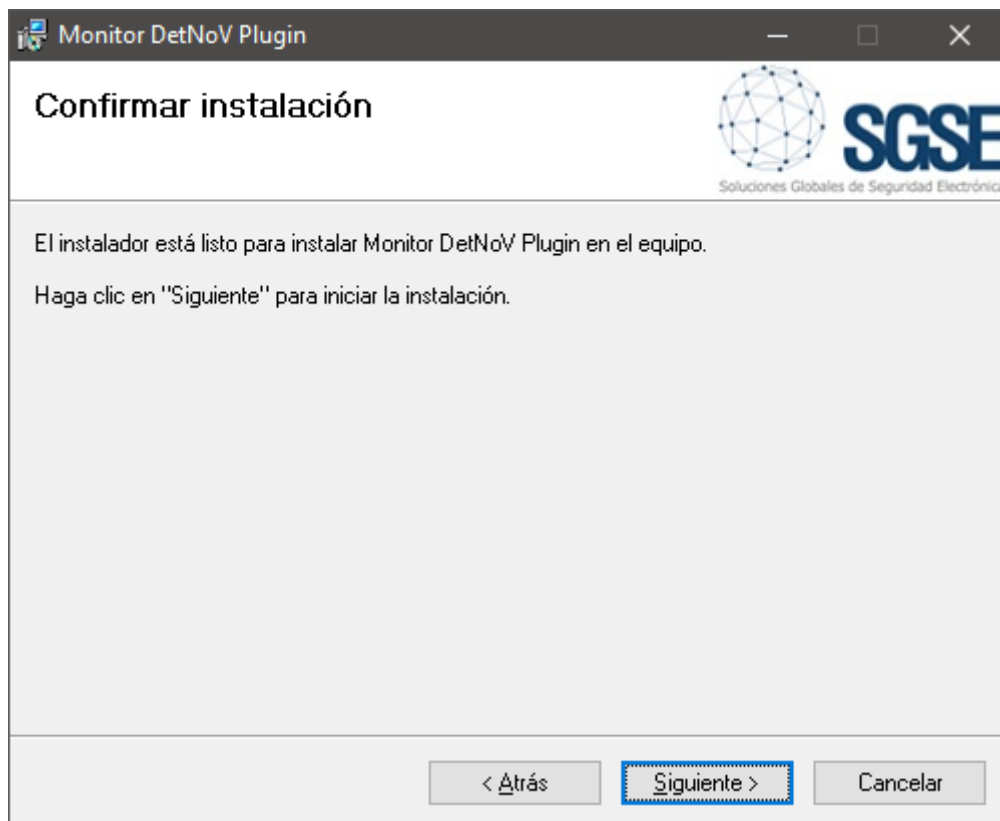 Monitor DetNoV Plugin
Confirmar instalación
SGSE
Soluciones Globales de Seguridad Electrónica
El instalador está listo para instalar Monitor DetNoV Plugin en el equipo.
Haga clic en "Siguiente" para iniciar la instalación.
< Atrás
Siguiente >
Cancelar